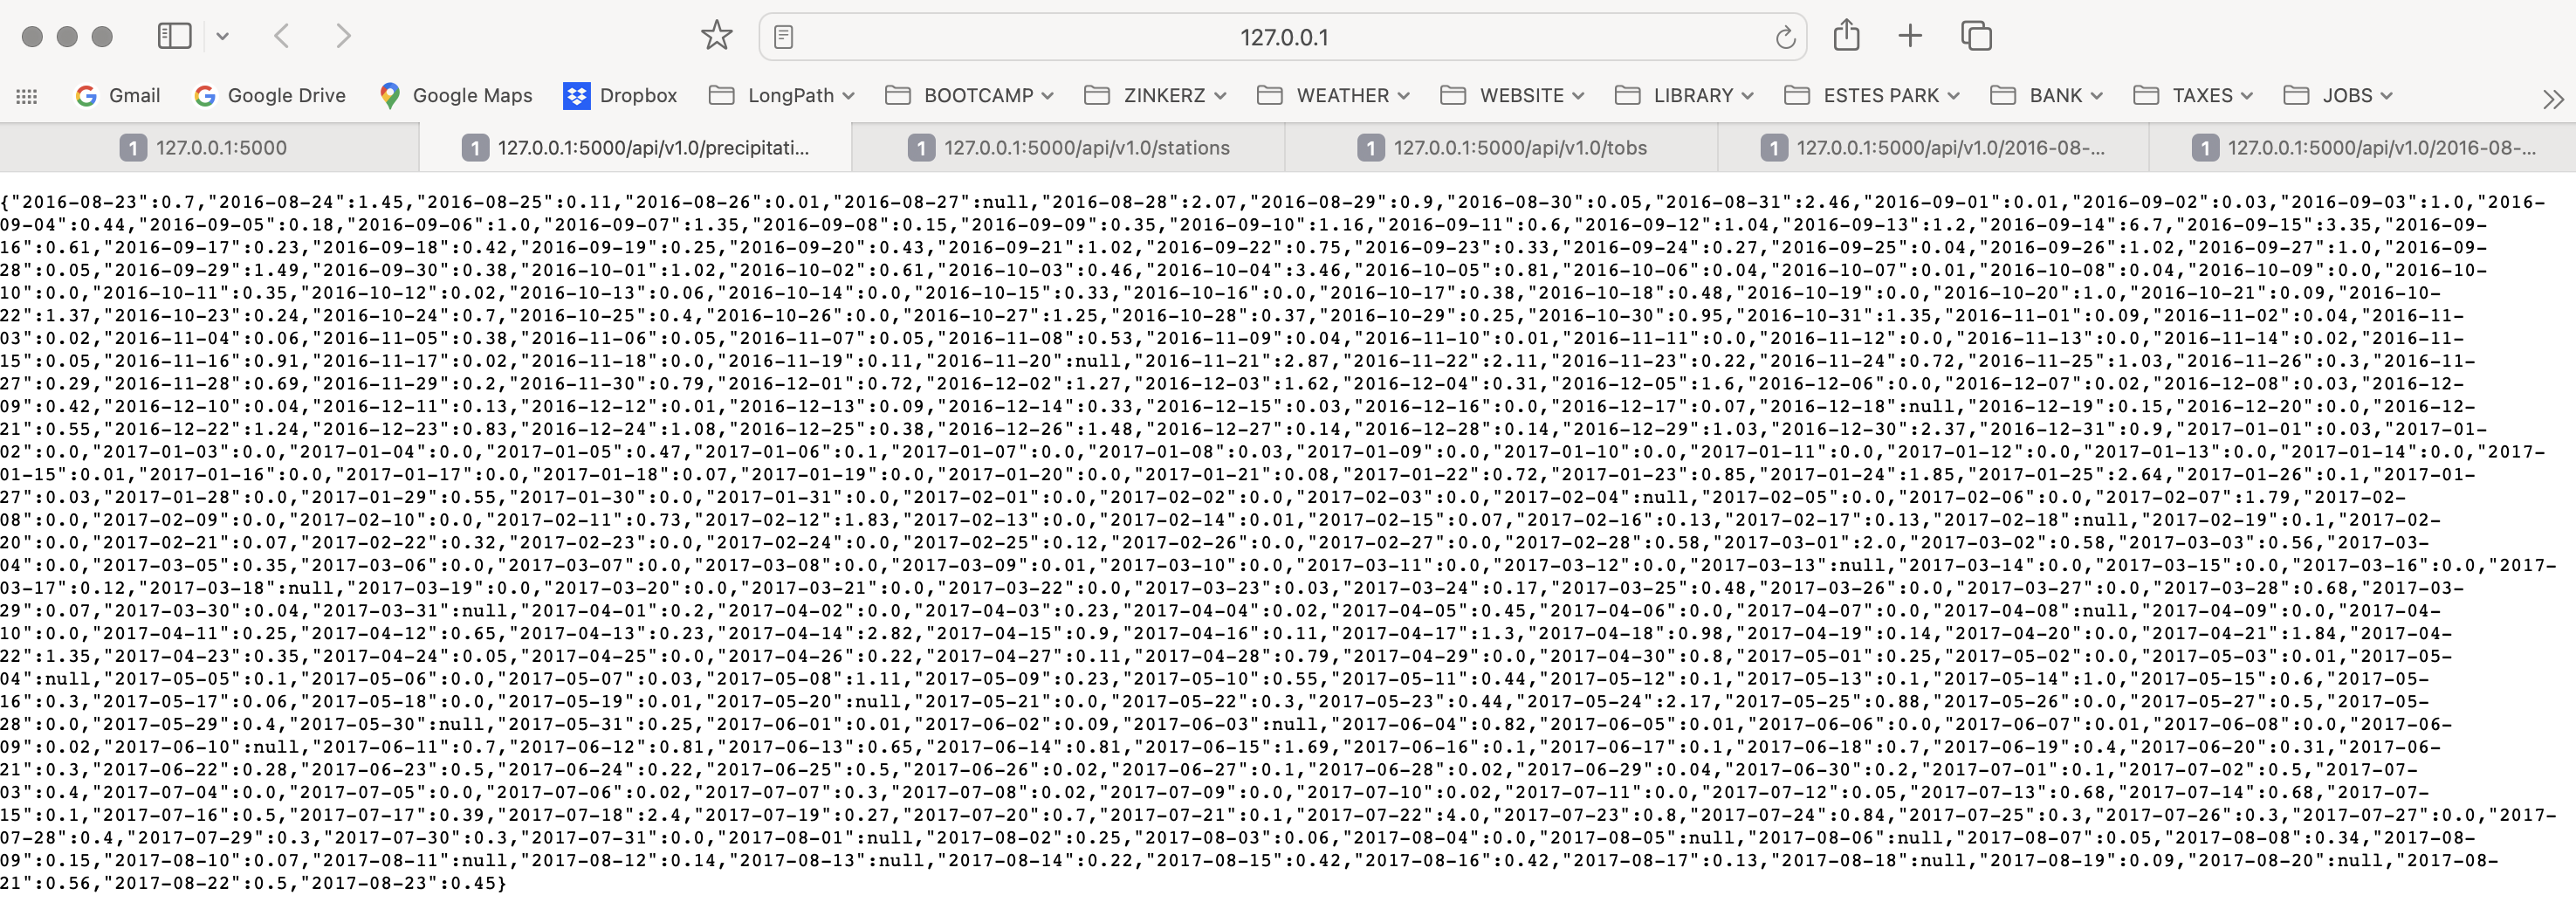 127.0.0.1
Gmail Google Drive Google Maps Dropbox LongPath BOOTCAMP ZINKERZ WEATHER WEBSITE LIBRARY ESTES PARK BANK TAXES JOBS
1 127.0.0.1:5000 1 127.0.0.1:5000/api/v1.0/precipitati... 1 127.0.0.1:5000/api/v1.0/stations 1 127.0.0.1:5000/api/v1.0/tobs 1 127.0.0.1:5000/api/v1.0/2016-08-... 1 127.0.0.1:5000/api/v1.0/2016-08-...
{"2016-08-23":0.7,"2016-08-24":1.45,"2016-08-25":0.11,"2016-08-26":0.01,"2016-08-27":null,"2016-08-28":2.07,"2016-08-29":0.9,"2016-08-30":0.05,"2016-08-31":2.46,"2016-09-01":0.01,"2016-09-02":0.03,"2016-09-03":1.0,"2016-
09-04":0.44,"2016-09-05":0.18,"2016-09-06":1.0,"2016-09-07":1.35,"2016-09-08":0.15,"2016-09-09":0.35,"2016-09-10":1.16,"2016-09-11":0.6,"2016-09-12":1.04,"2016-09-13":1.2,"2016-09-14":6.7,"2016-09-15":3.35,"2016-09-
16":0.61,"2016-09-17":0.23,"2016-09-18":0.42,"2016-09-19":0.25,"2016-09-20":0.43,"2016-09-21":1.02,"2016-09-22":0.75,"2016-09-23":0.33,"2016-09-24":0.27,"2016-09-25":0.04,"2016-09-26":1.02,"2016-09-27":1.0,"2016-09-
28":0.05,"2016-09-29":1.49,"2016-09-30":0.38,"2016-10-01":1.02,"2016-10-02":0.61,"2016-10-03":0.46,"2016-10-04":3.46,"2016-10-05":0.81,"2016-10-06":0.04,"2016-10-07":0.01,"2016-10-08":0.04,"2016-10-09":0.0,"2016-10-
10":0.0,"2016-10-11":0.35,"2016-10-12":0.02,"2016-10-13":0.06,"2016-10-14":0.0,"2016-10-15":0.33,"2016-10-16":0.0,"2016-10-17":0.38,"2016-10-18":0.48,"2016-10-19":0.0,"2016-10-20":1.0,"2016-10-21":0.09,"2016-10-
22":1.37,"2016-10-23":0.24,"2016-10-24":0.7,"2016-10-25":0.4,"2016-10-26":0.0,"2016-10-27":1.25,"2016-10-28":0.37,"2016-10-29":0.25,"2016-10-30":0.95,"2016-10-31":1.35,"2016-11-01":0.09,"2016-11-02":0.04,"2016-11-
03":0.02,"2016-11-04":0.06,"2016-11-05":0.38,"2016-11-06":0.05,"2016-11-07":0.05,"2016-11-08":0.53,"2016-11-09":0.04,"2016-11-10":0.01,"2016-11-11":0.0,"2016-11-12":0.0,"2016-11-13":0.0,"2016-11-14":0.02,"2016-11-
15":0.05,"2016-11-16":0.91,"2016-11-17":0.02,"2016-11-18":0.0,"2016-11-19":0.11,"2016-11-20":null,"2016-11-21":2.87,"2016-11-22":2.11,"2016-11-23":0.22,"2016-11-24":0.72,"2016-11-25":1.03,"2016-11-26":0.3,"2016-11-
27":0.29,"2016-11-28":0.69,"2016-11-29":0.2,"2016-11-30":0.79,"2016-12-01":0.72,"2016-12-02":1.27,"2016-12-03":1.62,"2016-12-04":0.31,"2016-12-05":1.6,"2016-12-06":0.0,"2016-12-07":0.02,"2016-12-08":0.03,"2016-12-
09":0.42,"2016-12-10":0.04,"2016-12-11":0.13,"2016-12-12":0.01,"2016-12-13":0.09,"2016-12-14":0.33,"2016-12-15":0.03,"2016-12-16":0.0,"2016-12-17":0.07,"2016-12-18":null,"2016-12-19":0.15,"2016-12-20":0.0,"2016-12-
21":0.55,"2016-12-22":1.24,"2016-12-23":0.83,"2016-12-24":1.08,"2016-12-25":0.38,"2016-12-26":1.48,"2016-12-27":0.14,"2016-12-28":0.14,"2016-12-29":1.03,"2016-12-30":2.37,"2016-12-31":0.9,"2017-01-01":0.03,"2017-01-
02":0.0,"2017-01-03":0.0,"2017-01-04":0.0,"2017-01-05":0.47,"2017-01-06":0.1,"2017-01-07":0.0,"2017-01-08":0.03,"2017-01-09":0.0,"2017-01-10":0.0,"2017-01-11":0.0,"2017-01-12":0.0,"2017-01-13":0.0,"2017-01-14":0.0,"2017-
01-15":0.01,"2017-01-16":0.0,"2017-01-17":0.0,"2017-01-18":0.07,"2017-01-19":0.0,"2017-01-20":0.0,"2017-01-21":0.08,"2017-01-22":0.72,"2017-01-23":0.85,"2017-01-24":1.85,"2017-01-25":2.64,"2017-01-26":0.1,"2017-01-
27":0.03,"2017-01-28":0.0,"2017-01-29":0.55,"2017-01-30":0.0,"2017-01-31":0.0,"2017-02-01":0.0,"2017-02-02":0.0,"2017-02-03":0.0,"2017-02-04":null,"2017-02-05":0.0,"2017-02-06":0.0,"2017-02-07":1.79,"2017-02-
08":0.0,"2017-02-09":0.0,"2017-02-10":0.0,"2017-02-11":0.73,"2017-02-12":1.83,"2017-02-13":0.0,"2017-02-14":0.01,"2017-02-15":0.07,"2017-02-16":0.13,"2017-02-17":0.13,"2017-02-18":null,"2017-02-19":0.1,"2017-02-
20":0.0,"2017-02-21":0.07,"2017-02-22":0.32,"2017-02-23":0.0,"2017-02-24":0.0,"2017-02-25":0.12,"2017-02-26":0.0,"2017-02-27":0.0,"2017-02-28":0.58,"2017-03-01":2.0,"2017-03-02":0.58,"2017-03-03":0.56,"2017-03-
04":0.0,"2017-03-05":0.35,"2017-03-06":0.0,"2017-03-07":0.0,"2017-03-08":0.0,"2017-03-09":0.01,"2017-03-10":0.0,"2017-03-11":0.0,"2017-03-12":0.0,"2017-03-13":null,"2017-03-14":0.0,"2017-03-15":0.0,"2017-03-16":0.0,"2017-
03-17":0.12,"2017-03-18":null,"2017-03-19":0.0,"2017-03-20":0.0,"2017-03-21":0.0,"2017-03-22":0.0,"2017-03-23":0.03,"2017-03-24":0.17,"2017-03-25":0.48,"2017-03-26":0.0,"2017-03-27":0.0,"2017-03-28":0.68,"2017-03-
29":0.07,"2017-03-30":0.04,"2017-03-31":null,"2017-04-01":0.2,"2017-04-02":0.0,"2017-04-03":0.23,"2017-04-04":0.02,"2017-04-05":0.45,"2017-04-06":0.0,"2017-04-07":0.0,"2017-04-08":null,"2017-04-09":0.0,"2017-04-
10":0.0,"2017-04-11":0.25,"2017-04-12":0.65,"2017-04-13":0.23,"2017-04-14":2.82,"2017-04-15":0.9,"2017-04-16":0.11,"2017-04-17":1.3,"2017-04-18":0.98,"2017-04-19":0.14,"2017-04-20":0.0,"2017-04-21":1.84,"2017-04-
22":1.35,"2017-04-23":0.35,"2017-04-24":0.05,"2017-04-25":0.0,"2017-04-26":0.22,"2017-04-27":0.11,"2017-04-28":0.79,"2017-04-29":0.0,"2017-04-30":0.8,"2017-05-01":0.25,"2017-05-02":0.0,"2017-05-03":0.01,"2017-05-
04":null,"2017-05-05":0.1,"2017-05-06":0.0,"2017-05-07":0.03,"2017-05-08":1.11,"2017-05-09":0.23,"2017-05-10":0.55,"2017-05-11":0.44,"2017-05-12":0.1,"2017-05-13":0.1,"2017-05-14":1.0,"2017-05-15":0.6,"2017-05-
16":0.3,"2017-05-17":0.06,"2017-05-18":0.0,"2017-05-19":0.01,"2017-05-20":null,"2017-05-21":0.0,"2017-05-22":0.3,"2017-05-23":0.44,"2017-05-24":2.17,"2017-05-25":0.88,"2017-05-26":0.0,"2017-05-27":0.5,"2017-05-
28":0.0,"2017-05-29":0.4,"2017-05-30":null,"2017-05-31":0.25,"2017-06-01":0.01,"2017-06-02":0.09,"2017-06-03":null,"2017-06-04":0.82,"2017-06-05":0.01,"2017-06-06":0.0,"2017-06-07":0.01,"2017-06-08":0.0,"2017-06-
09":0.02,"2017-06-10":null,"2017-06-11":0.7,"2017-06-12":0.81,"2017-06-13":0.65,"2017-06-14":0.81,"2017-06-15":1.69,"2017-06-16":0.1,"2017-06-17":0.1,"2017-06-18":0.7,"2017-06-19":0.4,"2017-06-20":0.31,"2017-06-
21":0.3,"2017-06-22":0.28,"2017-06-23":0.5,"2017-06-24":0.22,"2017-06-25":0.5,"2017-06-26":0.02,"2017-06-27":0.1,"2017-06-28":0.02,"2017-06-29":0.04,"2017-06-30":0.2,"2017-07-01":0.1,"2017-07-02":0.5,"2017-07-
03":0.4,"2017-07-04":0.0,"2017-07-05":0.0,"2017-07-06":0.02,"2017-07-07":0.3,"2017-07-08":0.02,"2017-07-09":0.0,"2017-07-10":0.02,"2017-07-11":0.0,"2017-07-12":0.05,"2017-07-13":0.68,"2017-07-14":0.68,"2017-07-
15":0.1,"2017-07-16":0.5,"2017-07-17":0.39,"2017-07-18":2.4,"2017-07-19":0.27,"2017-07-20":0.7,"2017-07-21":0.1,"2017-07-22":4.0,"2017-07-23":0.8,"2017-07-24":0.84,"2017-07-25":0.3,"2017-07-26":0.3,"2017-07-27":0.0,"2017-
07-28":0.4,"2017-07-29":0.3,"2017-07-30":0.3,"2017-07-31":0.0,"2017-08-01":null,"2017-08-02":0.25,"2017-08-03":0.06,"2017-08-04":0.0,"2017-08-05":null,"2017-08-06":null,"2017-08-07":0.05,"2017-08-08":0.34,"2017-08-
09":0.15,"2017-08-10":0.07,"2017-08-11":null,"2017-08-12":0.14,"2017-08-13":null,"2017-08-14":0.22,"2017-08-15":0.42,"2017-08-16":0.42,"2017-08-17":0.13,"2017-08-18":null,"2017-08-19":0.09,"2017-08-20":null,"2017-08-
21":0.56,"2017-08-22":0.5,"2017-08-23":0.45}